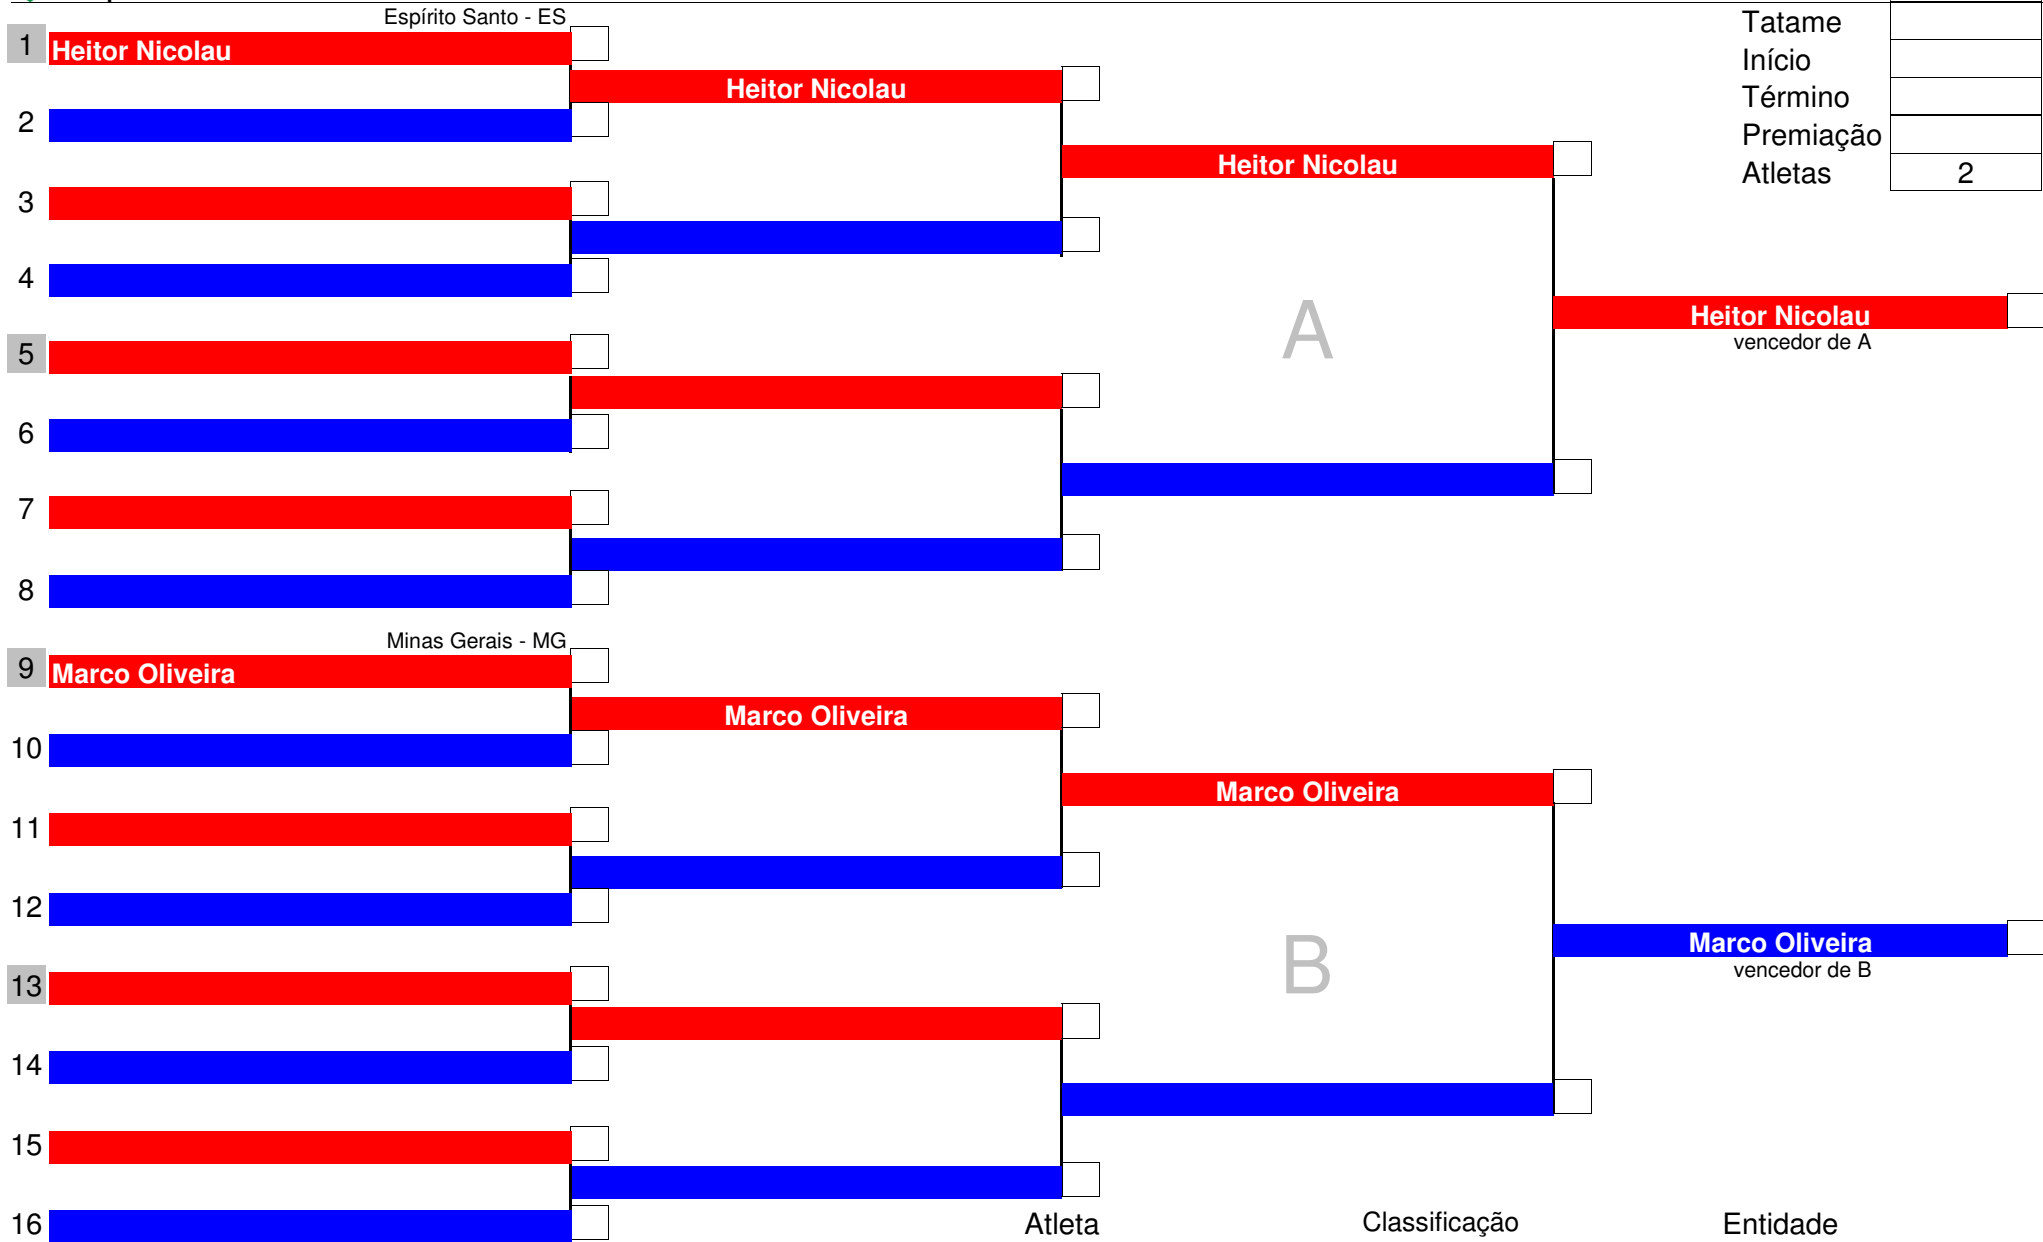 Espírito Santo - ES
Tatame
1 Heitor Nicolau
Início
Heitor Nicolau
Término
2
Premiação
Heitor Nicolau
Atletas 2
3
4
A
Heitor Nicolau
vencedor de A
5
6
7
8
Minas Gerais - MG
9 Marco Oliveira
Marco Oliveira
10
Marco Oliveira
11
12
B
Marco Oliveira
vencedor de B
13
14
15
16
Atleta Classificação Entidade